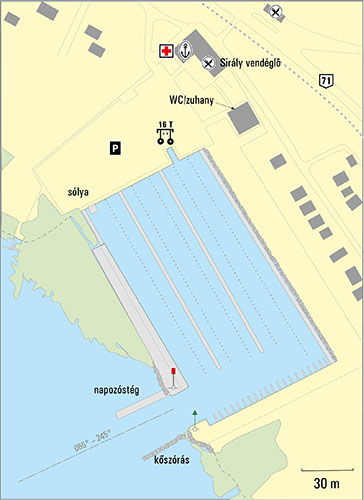 Sirály vendéglő
71
WC/zuhany
16 T
P
sólya
napozóstég
065° - 245°
kőszórás
30 m